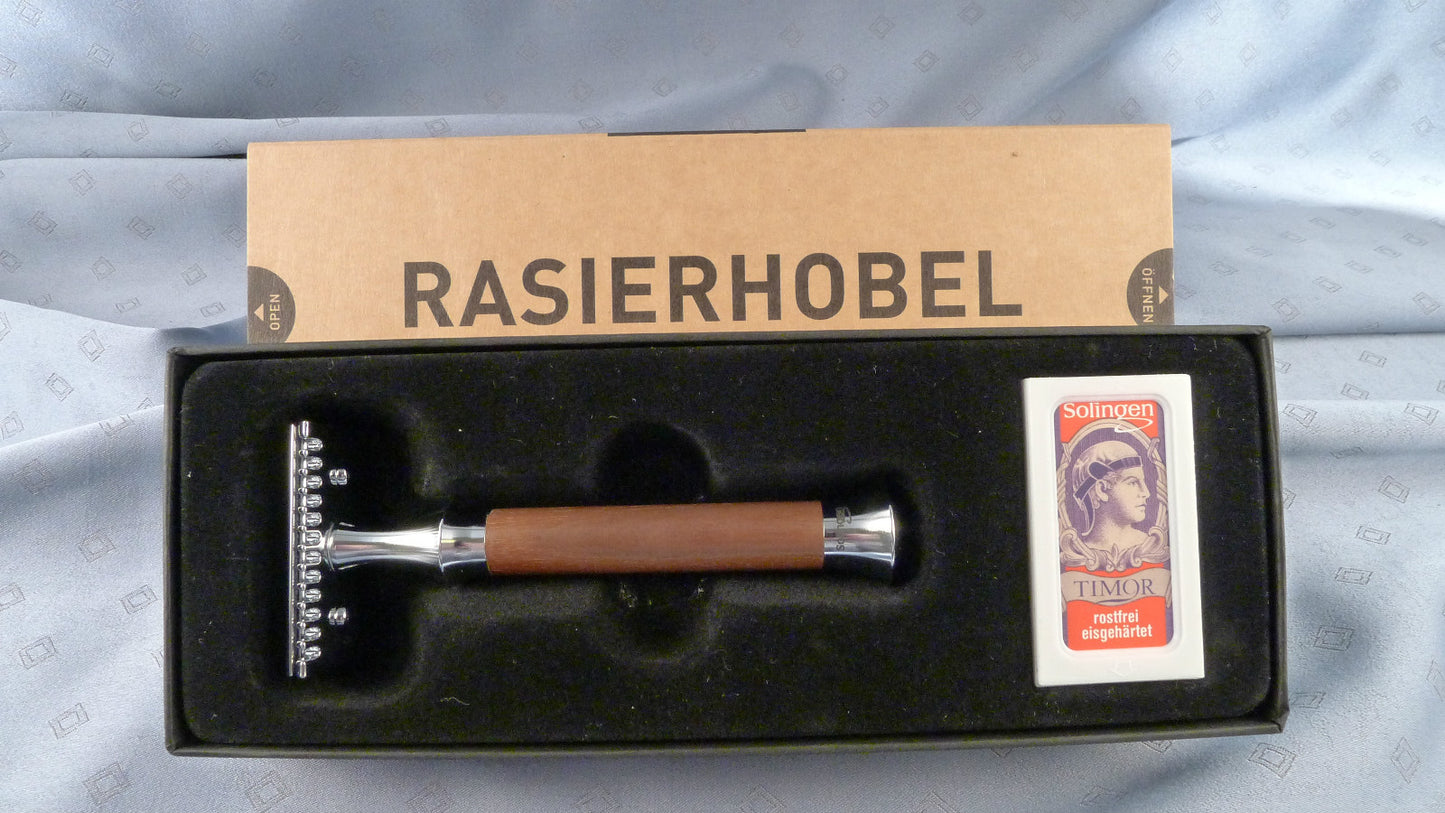 RASIERHOBEL
OPEN
ÖFFNEN
Solingen
TIMOR
rostfrei
eisgehärtet